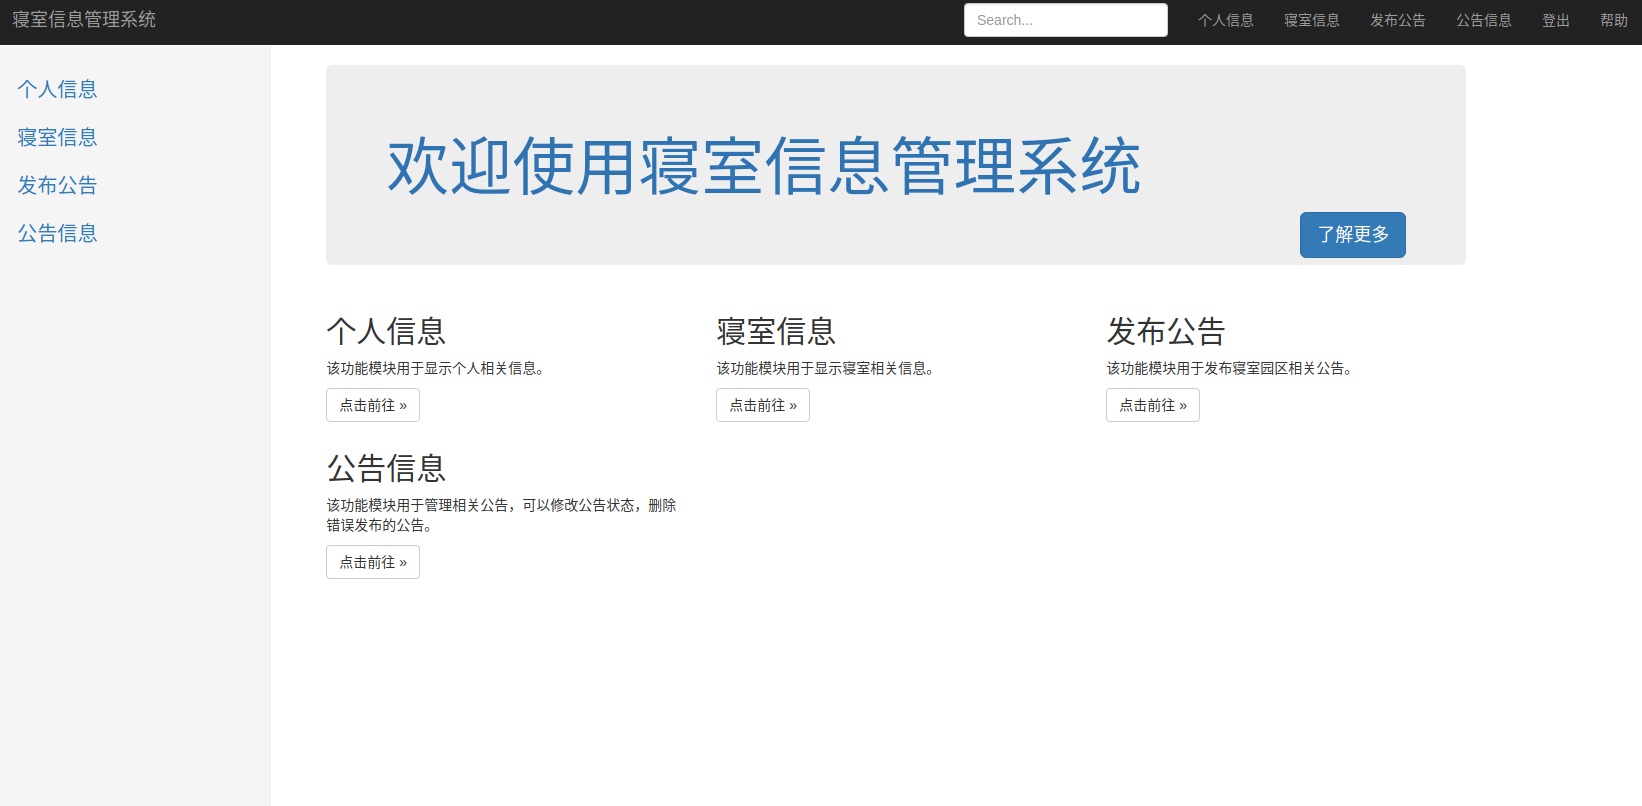 寝室信息管理系统
Search...
个人信息
寝室信息
发布公告
公告信息
登出
帮助
个人信息
寝室信息
发布公告
公告信息
欢迎使用寝室信息管理系统
了解更多
个人信息
该功能模块用于显示个人相关信息。
点击前往 »
寝室信息
该功能模块用于显示寝室相关信息。
点击前往 »
发布公告
该功能模块用于发布寝室园区相关公告。
点击前往 »
公告信息
该功能模块用于管理相关公告，可以修改公告状态，删除
错误发布的公告。
点击前往 »